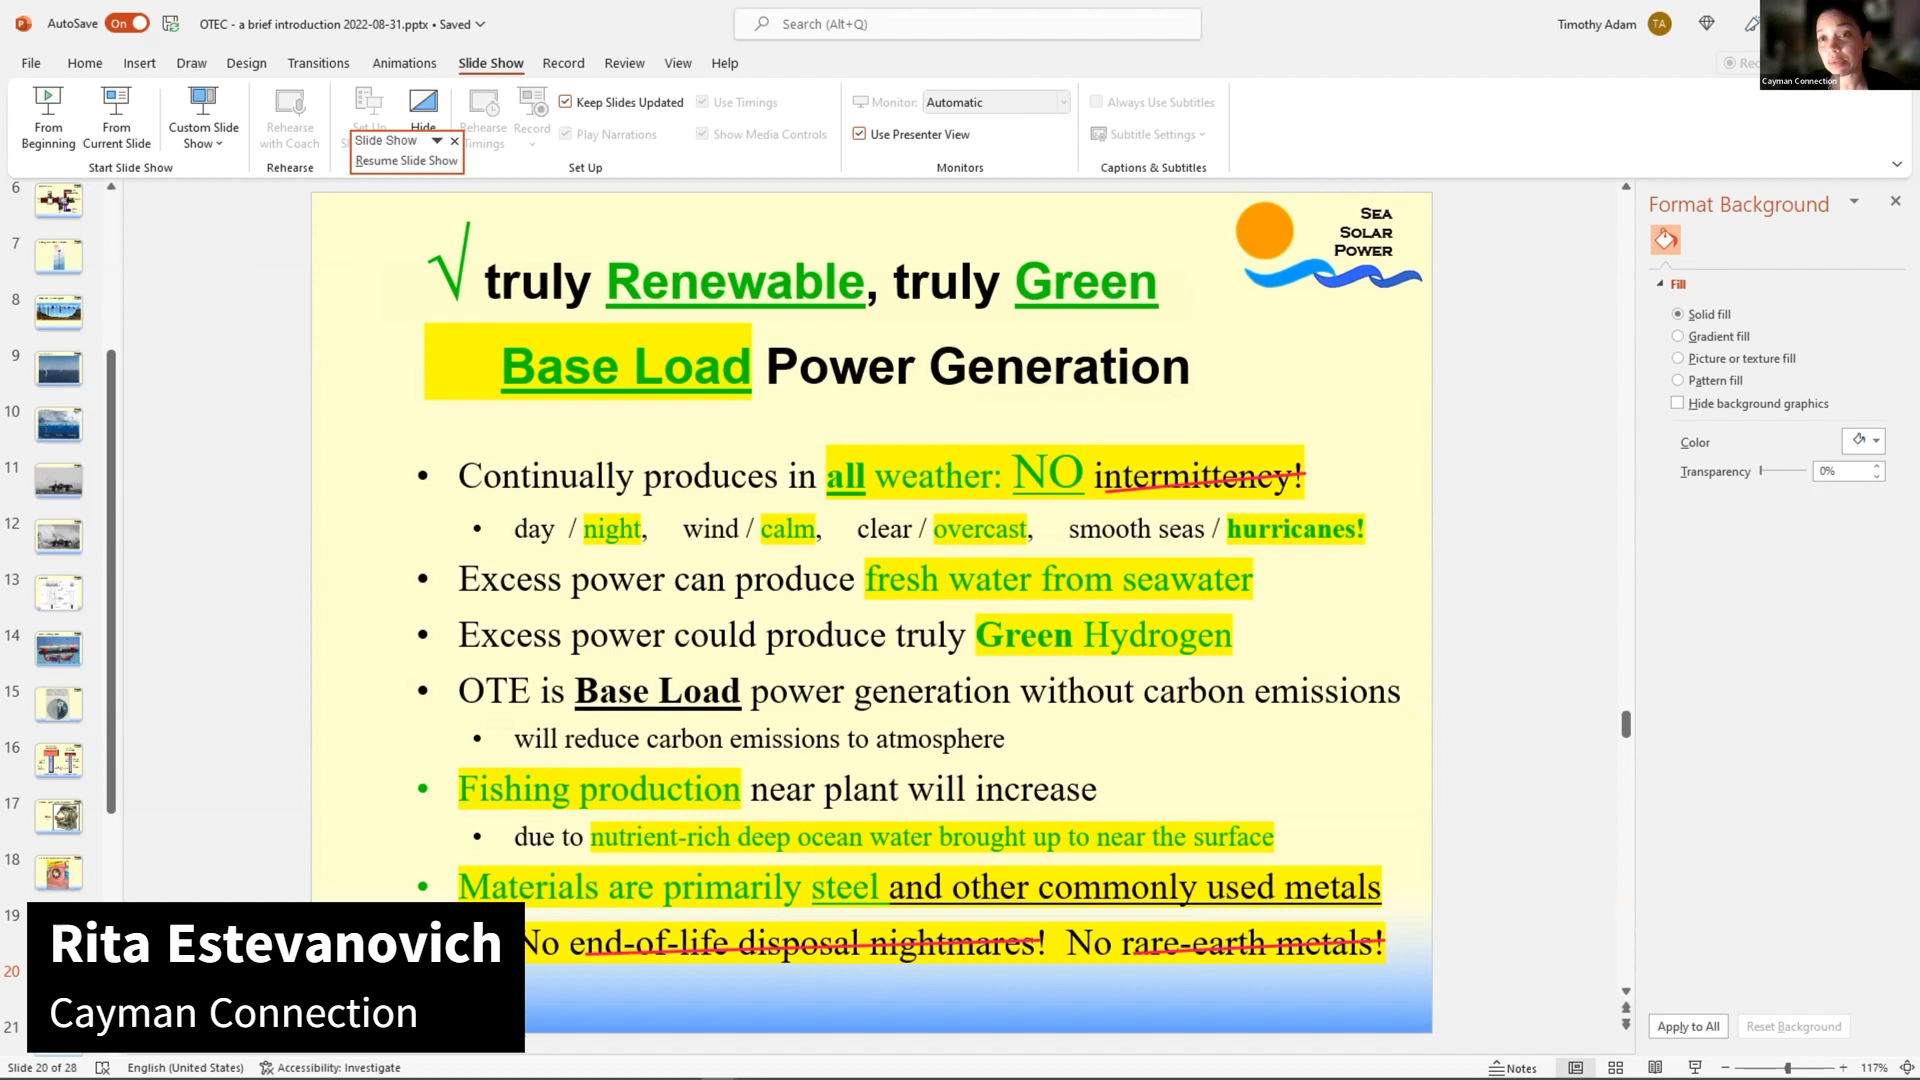 AutoSave On OTEC - a brief introduction 2022-08-31.pptx • Saved
Search (Alt+Q)
Timothy Adam TA
Cayman Connection
File Home Insert Draw Design Transitions Animations Slide Show Record Review View Help
From Beginning
From Current Slide
Custom Slide Show
Start Slide Show
Rehearse with Coach
Rehearse
Hide
Slide Show
Resume Slide Show
Rehearse Timings
Record
Keep Slides Updated
Play Narrations
Use Timings
Show Media Controls
Set Up
Monitor: Automatic
Use Presenter View
Monitors
Always Use Subtitles
Subtitle Settings
Captions & Subtitles
6
7
8
9
10
11
12
13
14
15
16
17
18
19
20
21
SEA
SOLAR
POWER
√ truly Renewable, truly Green
Base Load Power Generation
• Continually produces in all weather: NO intermittency!
• day / night, wind / calm, clear / overcast, smooth seas / hurricanes!
• Excess power can produce fresh water from seawater
• Excess power could produce truly Green Hydrogen
• OTE is Base Load power generation without carbon emissions
• will reduce carbon emissions to atmosphere
• Fishing production near plant will increase
• due to nutrient-rich deep ocean water brought up to near the surface
• Materials are primarily steel and other commonly used metals
No end-of-life disposal nightmares! No rare-earth metals!
Rita Estevanovich
Cayman Connection
Format Background
Fill
Solid fill
Gradient fill
Picture or texture fill
Pattern fill
Hide background graphics
Color
Transparency 0%
Apply to All Reset Background
Slide 20 of 28 English (United States) Accessibility: Investigate Notes 117%